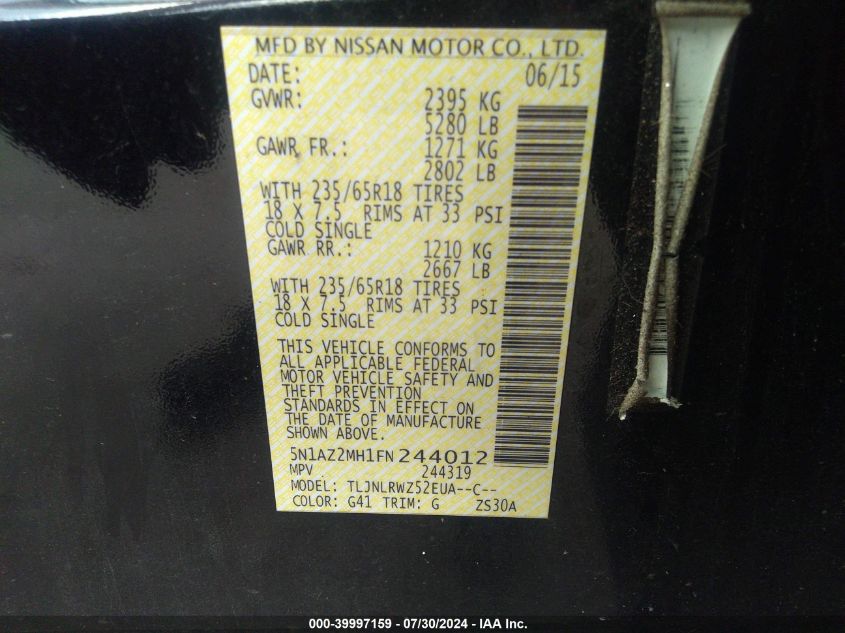 MFD BY NISSAN MOTOR CO., LTD.
DATE: 06/15
GVWR: 2395 KG
5280 LB
GAWR FR.: 1271 KG
2802 LB
WITH 235/65R18 TIRES
18 X 7.5 RIMS AT 33 PSI
COLD SINGLE
GAWR RR.: 1210 KG
2667 LB
WITH 235/65R18 TIRES
18 X 7.5 RIMS AT 33 PSI
COLD SINGLE
THIS VEHICLE CONFORMS TO
ALL APPLICABLE FEDERAL
MOTOR VEHICLE SAFETY AND
THEFT PREVENTION
STANDARDS IN EFFECT ON
THE DATE OF MANUFACTURE
SHOWN ABOVE.
5N1AZ2MH1FN244012
MPV 244319
MODEL: TLJNLRWZ52EUA--C--
COLOR: G41 TRIM: G ZS30A
000-39997159 - 07/30/2024 - IAA Inc.